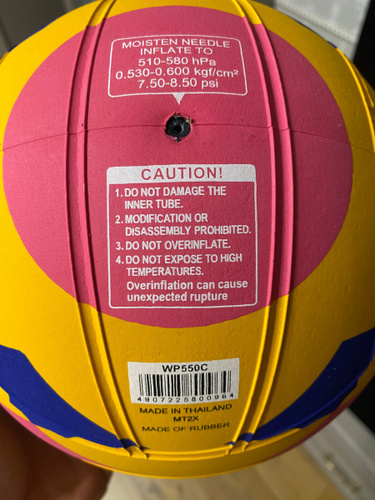 MOISTEN NEEDLE
INFLATE TO
510-580 hPa
0.530-0.600 kgf/cm²
7.50-8.50 psi
CAUTION!
1. DO NOT DAMAGE THE
INNER TUBE.
2. MODIFICATION OR
DISASSEMBLY PROHIBITED.
3. DO NOT OVERINFLATE.
4. DO NOT EXPOSE TO HIGH
TEMPERATURES.
Overinflation can cause
unexpected rupture
WP550C
4907225800964
MADE IN THAILAND
MT2X
MADE OF RUBBER